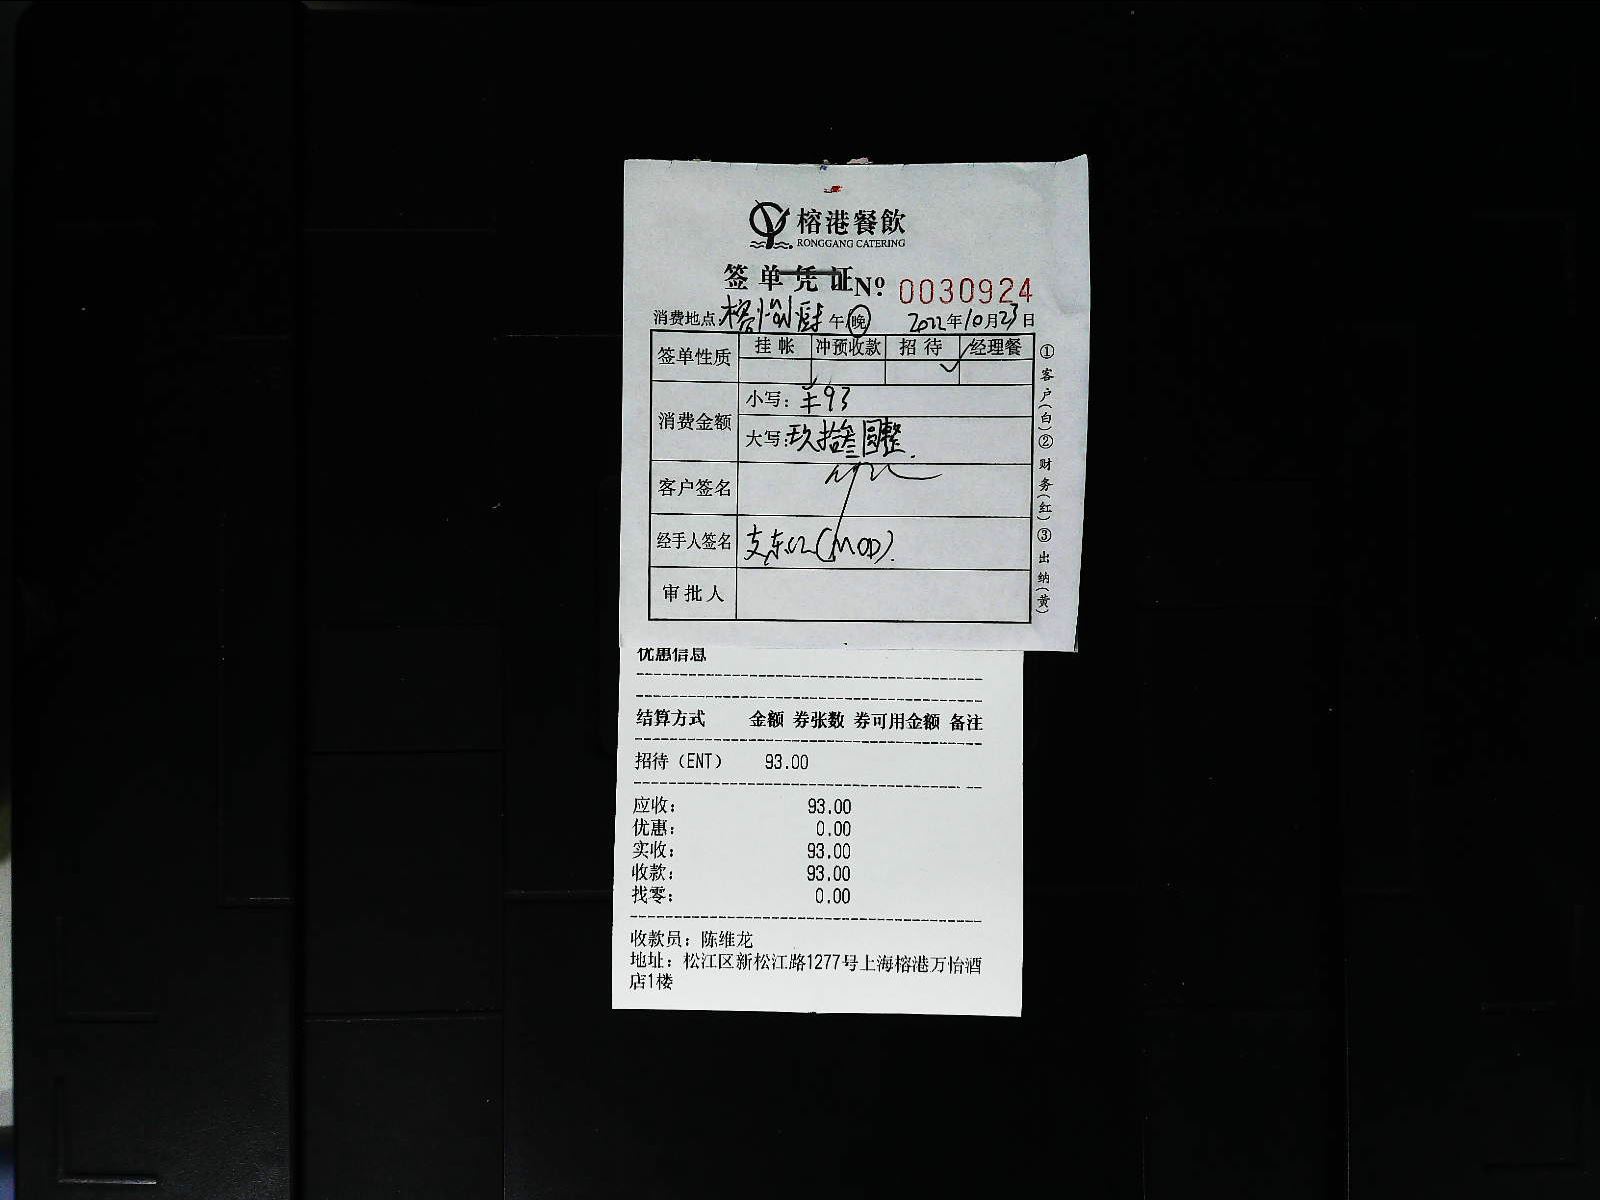 榕港餐飲
RONGGANG CATERING
签单凭证 Nº: 0030924
消费地点: 榕怡厨 午/晚 2022年10月23日
签单性质 挂帐 冲预收款 招待 经理餐
消费金额 小写: ¥93
大写: 玖拾叁圆整.
客户签名
经手人签名 (MOD).
审批人
①客户(白)②财务(红)③出纳(黄)
优惠信息
结算方式 金额 券张数 券可用金额 备注
招待（ENT） 93.00
应收: 93.00
优惠: 0.00
实收: 93.00
收款: 93.00
找零: 0.00
收款员: 陈维龙
地址: 松江区新松江路1277号上海榕港万怡酒
店1楼